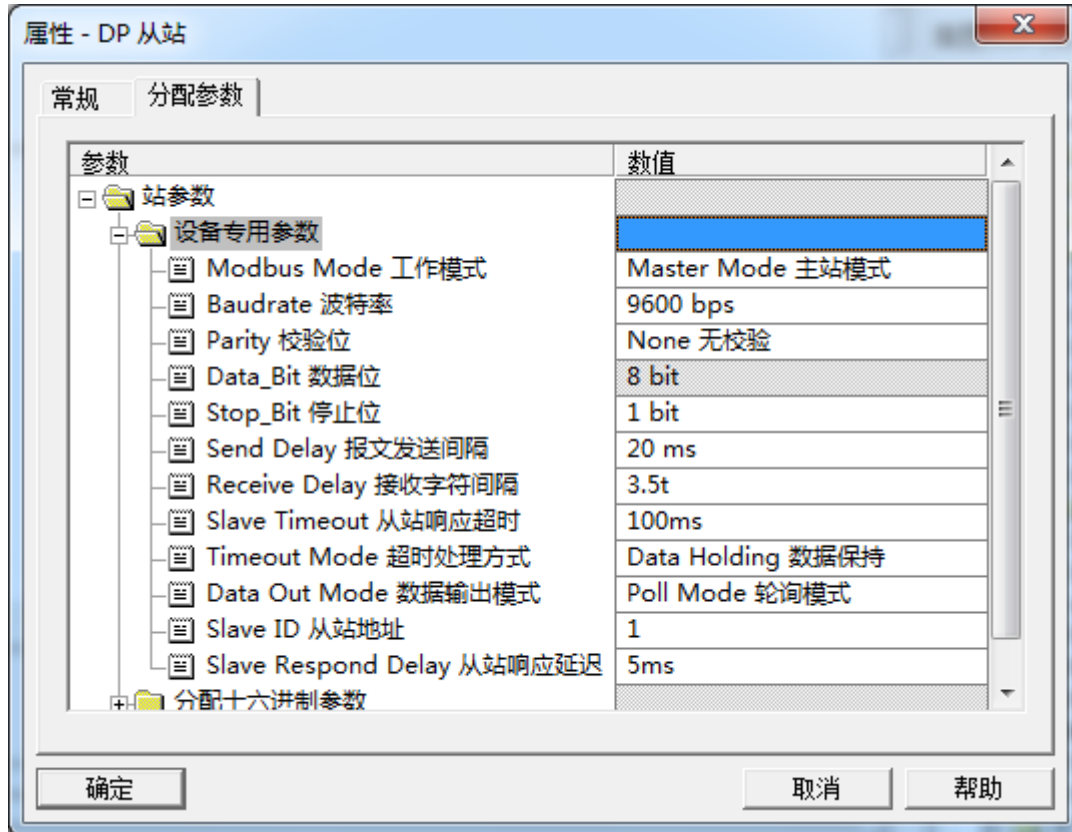 属性 - DP 从站
常规 分配参数
参数 数值
站参数
设备专用参数
Modbus Mode 工作模式 Master Mode 主站模式
Baudrate 波特率 9600 bps
Parity 校验位 None 无校验
Data_Bit 数据位 8 bit
Stop_Bit 停止位 1 bit
Send Delay 报文发送间隔 20 ms
Receive Delay 接收字符间隔 3.5t
Slave Timeout 从站响应超时 100ms
Timeout Mode 超时处理方式 Data Holding 数据保持
Data Out Mode 数据输出模式 Poll Mode 轮询模式
Slave ID 从站地址 1
Slave Respond Delay 从站响应延迟 5ms
分配十六进制参数
确定 取消 帮助